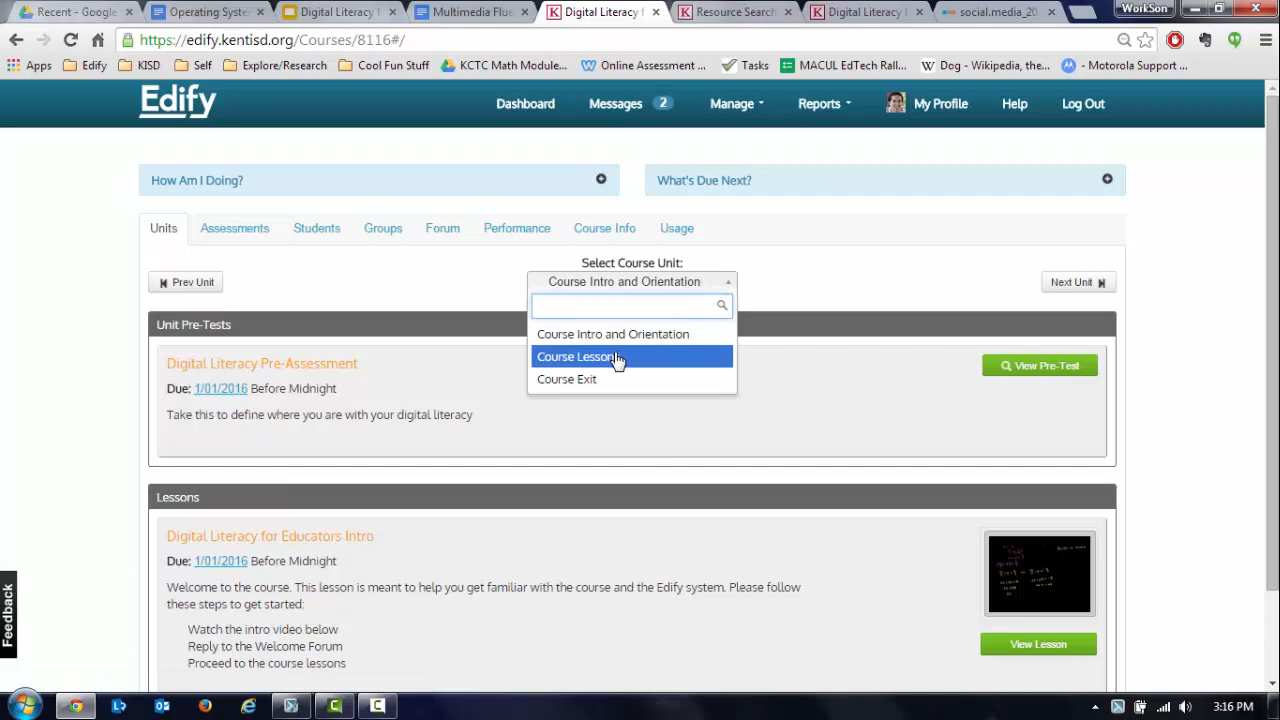 Recent - Google
Operating Syste
Digital Literacy f
Multimedia Flue
Digital Literacy f
Resource Search
Digital Literacy
social.media_20
WorkSon
https://edify.kentisd.org/Courses/8116#/
Apps
Edify
KISD
Self
Explore/Research
Cool Fun Stuff
KCTC Math Module...
Online Assessment ...
Tasks
MACUL EdTech Rall...
Dog - Wikipedia, the...
Motorola Support ...
Edify
Dashboard
Messages 2
Manage
Reports
My Profile
Help
Log Out
How Am I Doing?
What's Due Next?
Units
Assessments
Students
Groups
Forum
Performance
Course Info
Usage
Select Course Unit:
Prev Unit
Course Intro and Orientation
Next Unit
Course Intro and Orientation
Course Lesson
Course Exit
Unit Pre-Tests
Digital Literacy Pre-Assessment
View Pre-Test
Due: 1/01/2016 Before Midnight
Take this to define where you are with your digital literacy
Lessons
Digital Literacy for Educators Intro
Due: 1/01/2016 Before Midnight
Welcome to the course. This lesson is meant to help you get familiar with the course and the Edify system. Please follow
these steps to get started:
Watch the intro video below
Reply to the Welcome Forum
Proceed to the course lessons
View Lesson
Feedback
3:16 PM